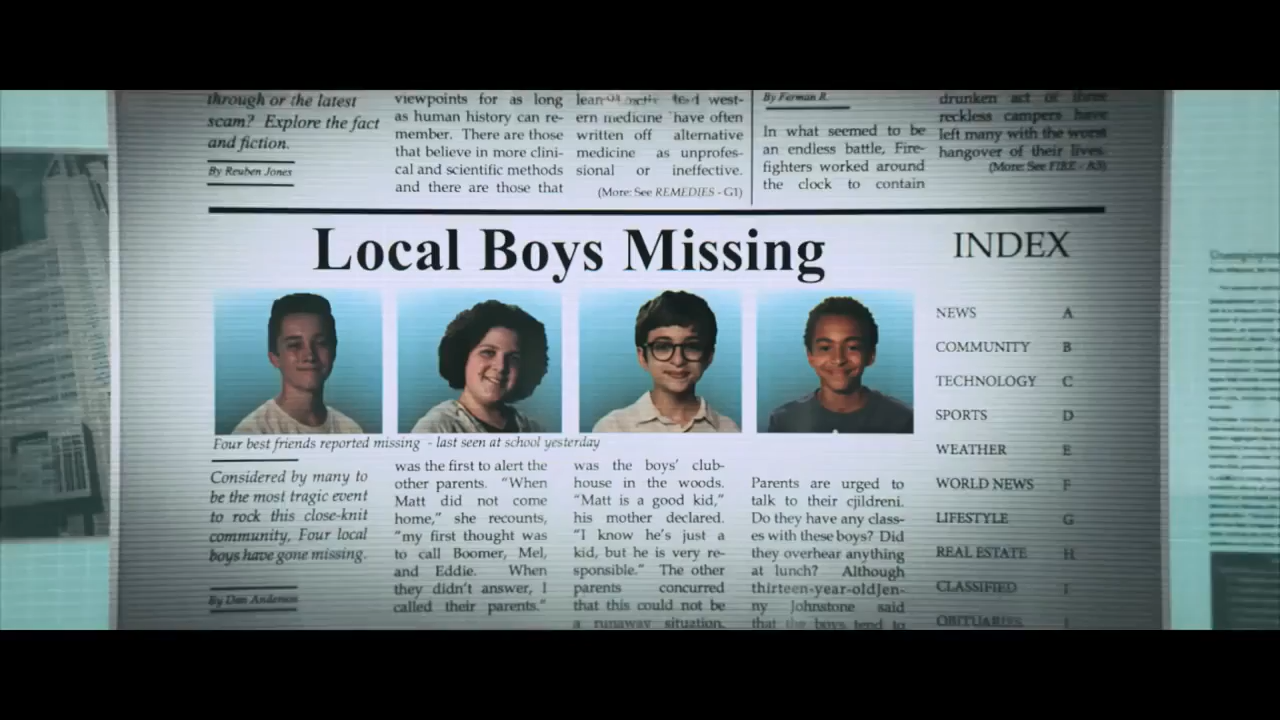 through or the latest
scam? Explore the fact
and fiction.
By Reuben Jones
viewpoints for as long
as human history can re-
member. There are those
that believe in more clini-
cal and scientific methods
and there are those that
west-
ern medicine have often
written off alternative
medicine as unprofes-
sional or ineffective.
(More: See REMEDIES - G1)
By Forman R.
In what seemed to be
an endless battle, Fire-
fighters worked around
the clock to contain
drunken act of three
reckless campers have
left many with the worst
hangover of their lives.
(More: See FIRE - A3)
Local Boys Missing
Four best friends reported missing - last seen at school yesterday
Considered by many to
be the most tragic event
to rock this close-knit
community, Four local
boys have gone missing.
By Dan Anderson
was the first to alert the
other parents. “When
Matt did not come
home,” she recounts,
“my first thought was
to call Boomer, Mel,
and Eddie. When
they didn’t answer, I
called their parents.”
was the boys’ club-
house in the woods.
“Matt is a good kid,”
his mother declared.
“I know he’s just a
kid, but he is very re-
sponsible.” The other
parents concurred
that this could not be
a runaway situation.
Parents are urged to
talk to their cjildreni.
Do they have any class-
es with these boys? Did
they overhear anything
at lunch? Although
thirteen-year-oldJen-
ny Johnstone said
that the boys tend to
INDEX
NEWS A
COMMUNITY B
TECHNOLOGY C
SPORTS D
WEATHER E
WORLD NEWS F
LIFESTYLE G
REAL ESTATE H
CLASSIFIED I
OBITUARIES